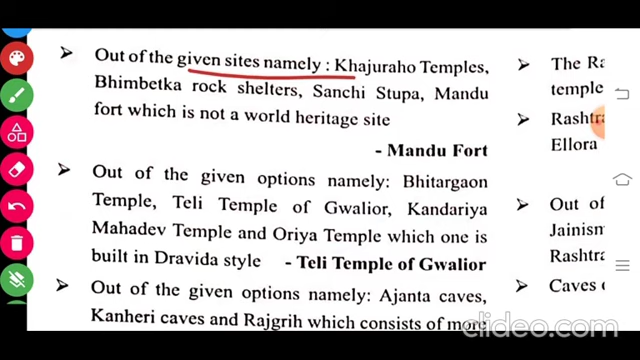 Out of the given sites namely : Khajuraho Temples,
Bhimbetka rock shelters, Sanchi Stupa, Mandu
fort which is not a world heritage site
- Mandu Fort
Out of the given options namely: Bhitargaon
Temple, Teli Temple of Gwalior, Kandariya
Mahadev Temple and Oriya Temple which one is
built in Dravida style - Teli Temple of Gwalior
Out of the given options namely: Ajanta caves,
Kanheri caves and Rajgrih which consists of more
The Ra
temple
Rashtra
Ellora
Out of
Jainism
Rashtra
Caves
clideo.com